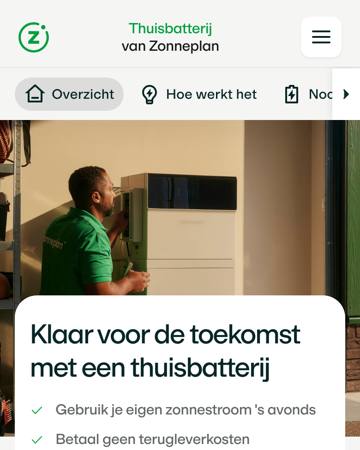 Thuisbatterij
van Zonneplan
Overzicht
Hoe werkt het
Klaar voor de toekomst
met een thuisbatterij
Gebruik je eigen zonnestroom 's avonds
Betaal geen terugleverkosten